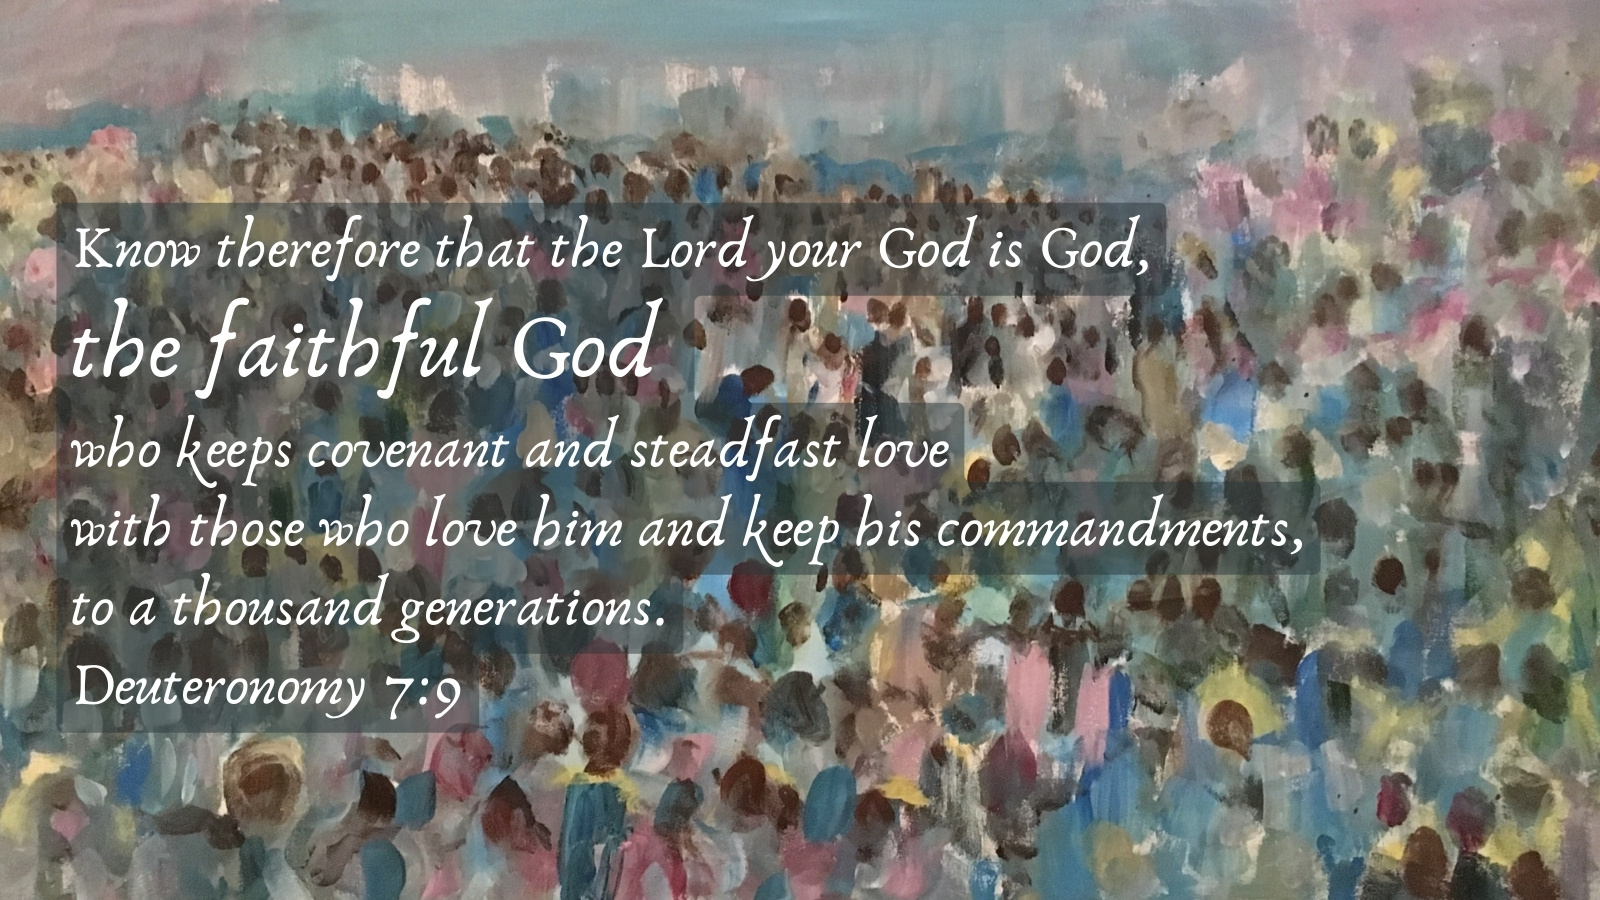 Know therefore that the Lord your God is God,
the faithful God
who keeps covenant and steadfast love
with those who love him and keep his commandments,
to a thousand generations.
Deuteronomy 7:9